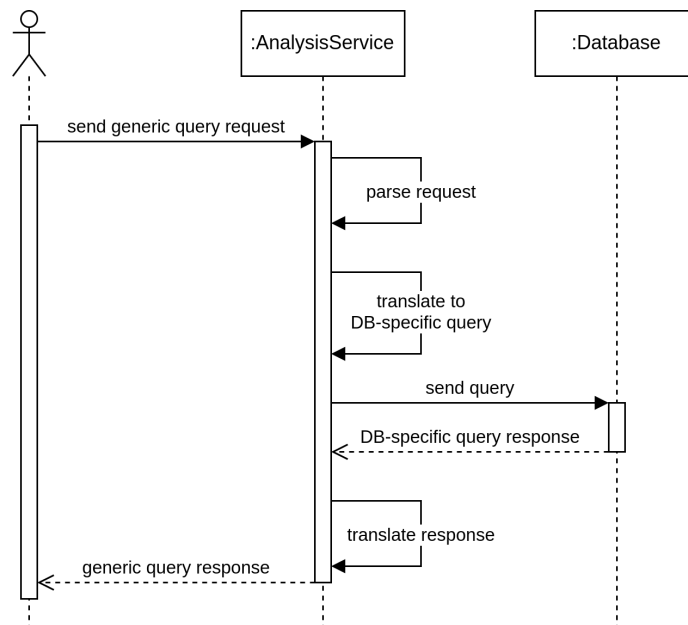 :AnalysisService
:Database
send generic query request
parse request
translate to
DB-specific query
send query
DB-specific query response
translate response
generic query response